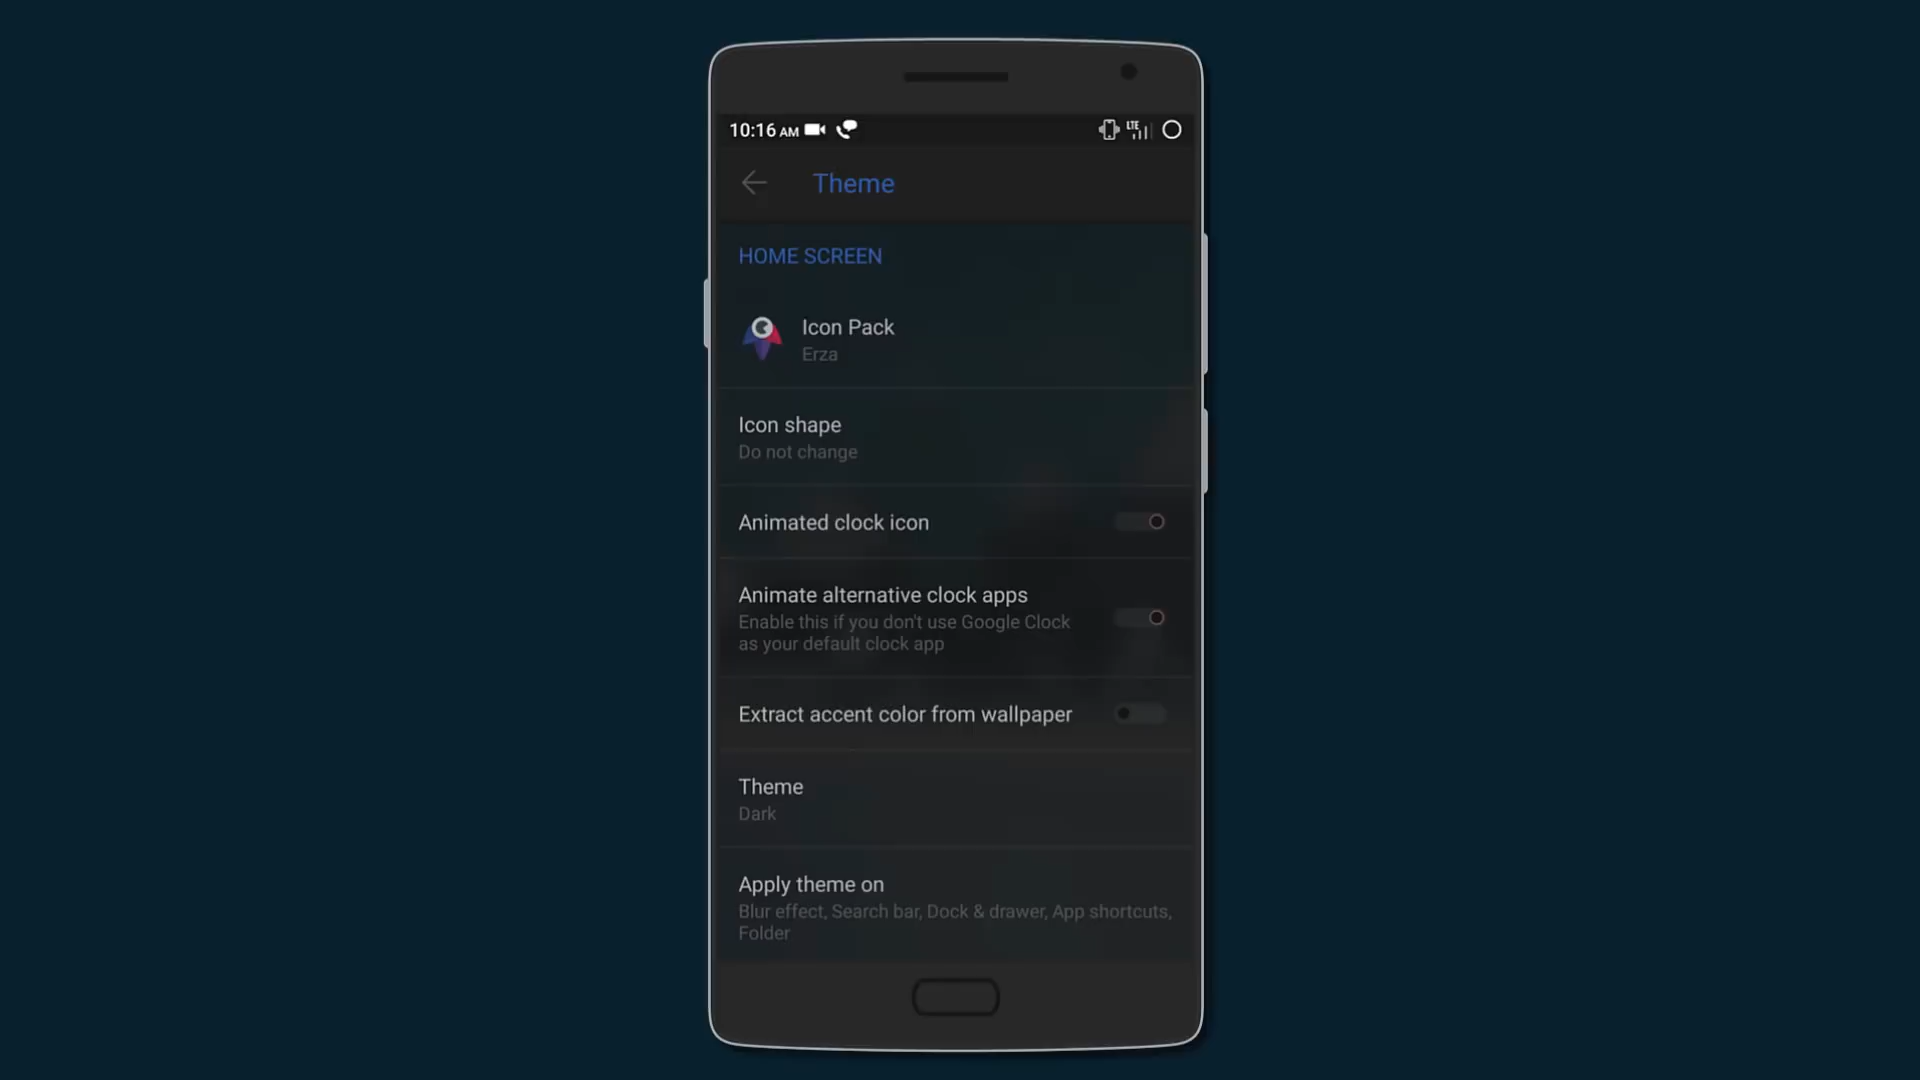 10:16 AM
LTE
Theme
HOME SCREEN
Icon Pack
Erza
Icon shape
Do not change
Animated clock icon
Animate alternative clock apps
Enable this if you don't use Google Clock
as your default clock app
Extract accent color from wallpaper
Theme
Dark
Apply theme on
Blur effect, Search bar, Dock & drawer, App shortcuts,
Folder